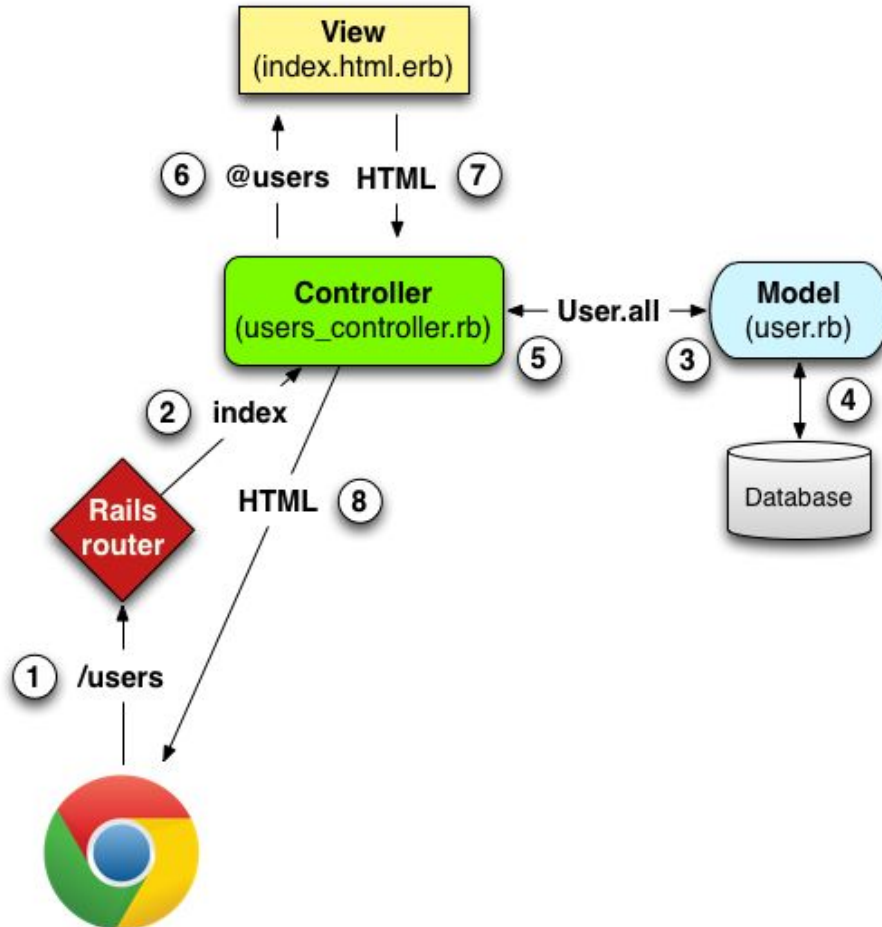 View
(index.html.erb)
6 @users HTML 7
Controller
(users_controller.rb)
User.all
Model
(user.rb)
5
3
2 index
4
HTML 8
Database
Rails
router
1 /users